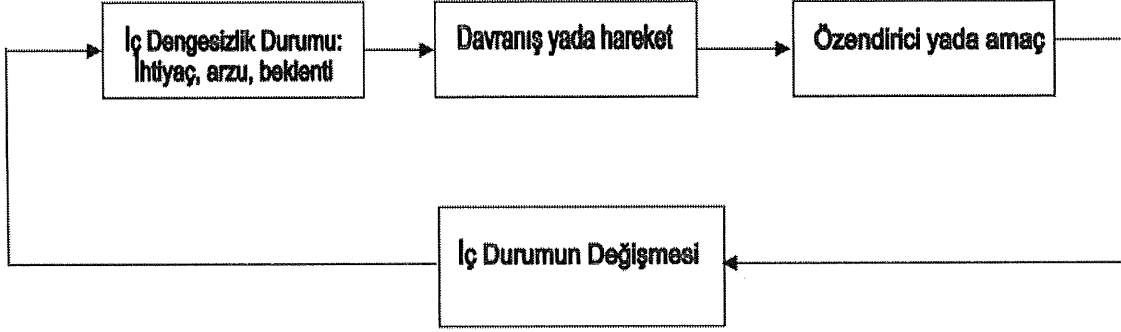 İç Dengesizlik Durumu:
İhtiyaç, arzu, beklenti
Davranış yada hareket
Özendirici yada amaç
İç Durumun Değişmesi